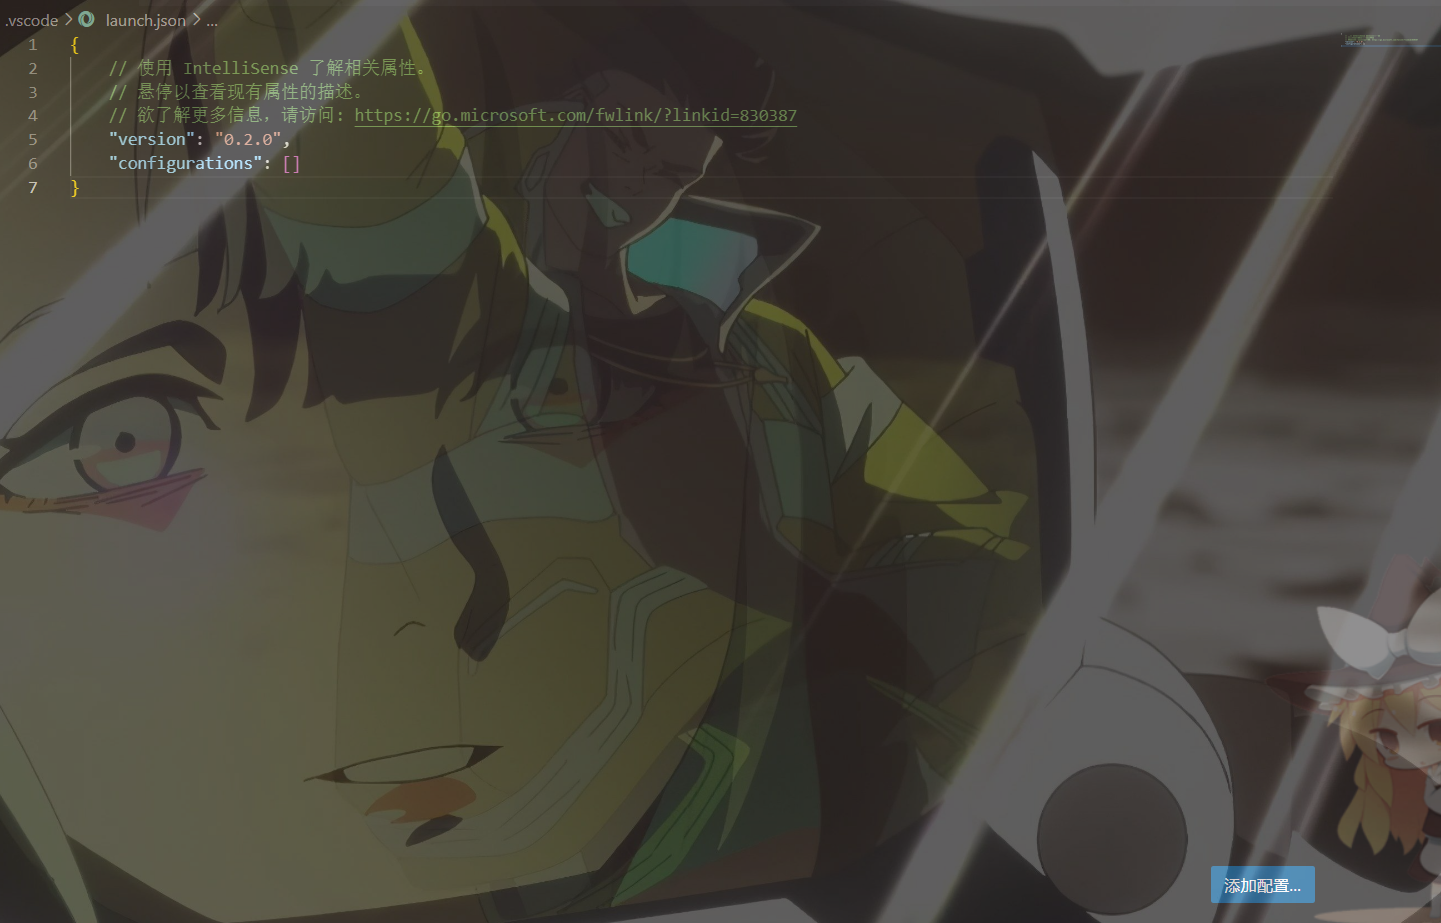 .vscode > launch.json > ...
1 {
2 // 使用 IntelliSense 了解相关属性。
3 // 悬停以查看现有属性的描述。
4 // 欲了解更多信息，请访问: https://go.microsoft.com/fwlink/?linkid=830387
5 "version": "0.2.0",
6 "configurations": []
7 }
添加配置...